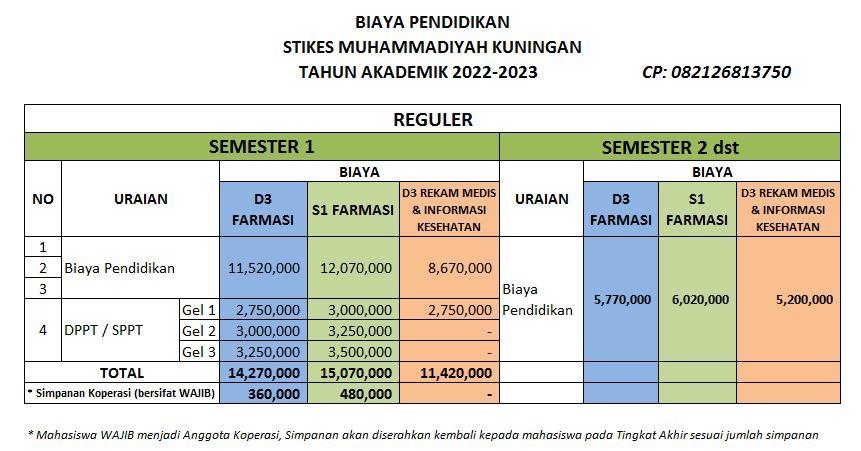 BIAYA PENDIDIKAN
STIKES MUHAMMADIYAH KUNINGAN
TAHUN AKADEMIK 2022-2023 CP: 082126813750
REGULER
SEMESTER 1 SEMESTER 2 dst
NO URAIAN BIAYA URAIAN BIAYA
D3 FARMASI S1 FARMASI D3 REKAM MEDIS & INFORMASI KESEHATAN D3 FARMASI S1 FARMASI D3 REKAM MEDIS & INFORMASI KESEHATAN
1
2 Biaya Pendidikan 11,520,000 12,070,000 8,670,000
3
Biaya Pendidikan 5,770,000 6,020,000 5,200,000
4 DPPT / SPPT Gel 1 2,750,000 3,000,000 2,750,000
Gel 2 3,000,000 3,250,000 -
Gel 3 3,250,000 3,500,000 -
TOTAL 14,270,000 15,070,000 11,420,000
* Simpanan Koperasi (bersifat WAJIB) 360,000 480,000 -
* Mahasiswa WAJIB menjadi Anggota Koperasi, Simpanan akan diserahkan kembali kepada mahasiswa pada Tingkat Akhir sesuai jumlah simpanan